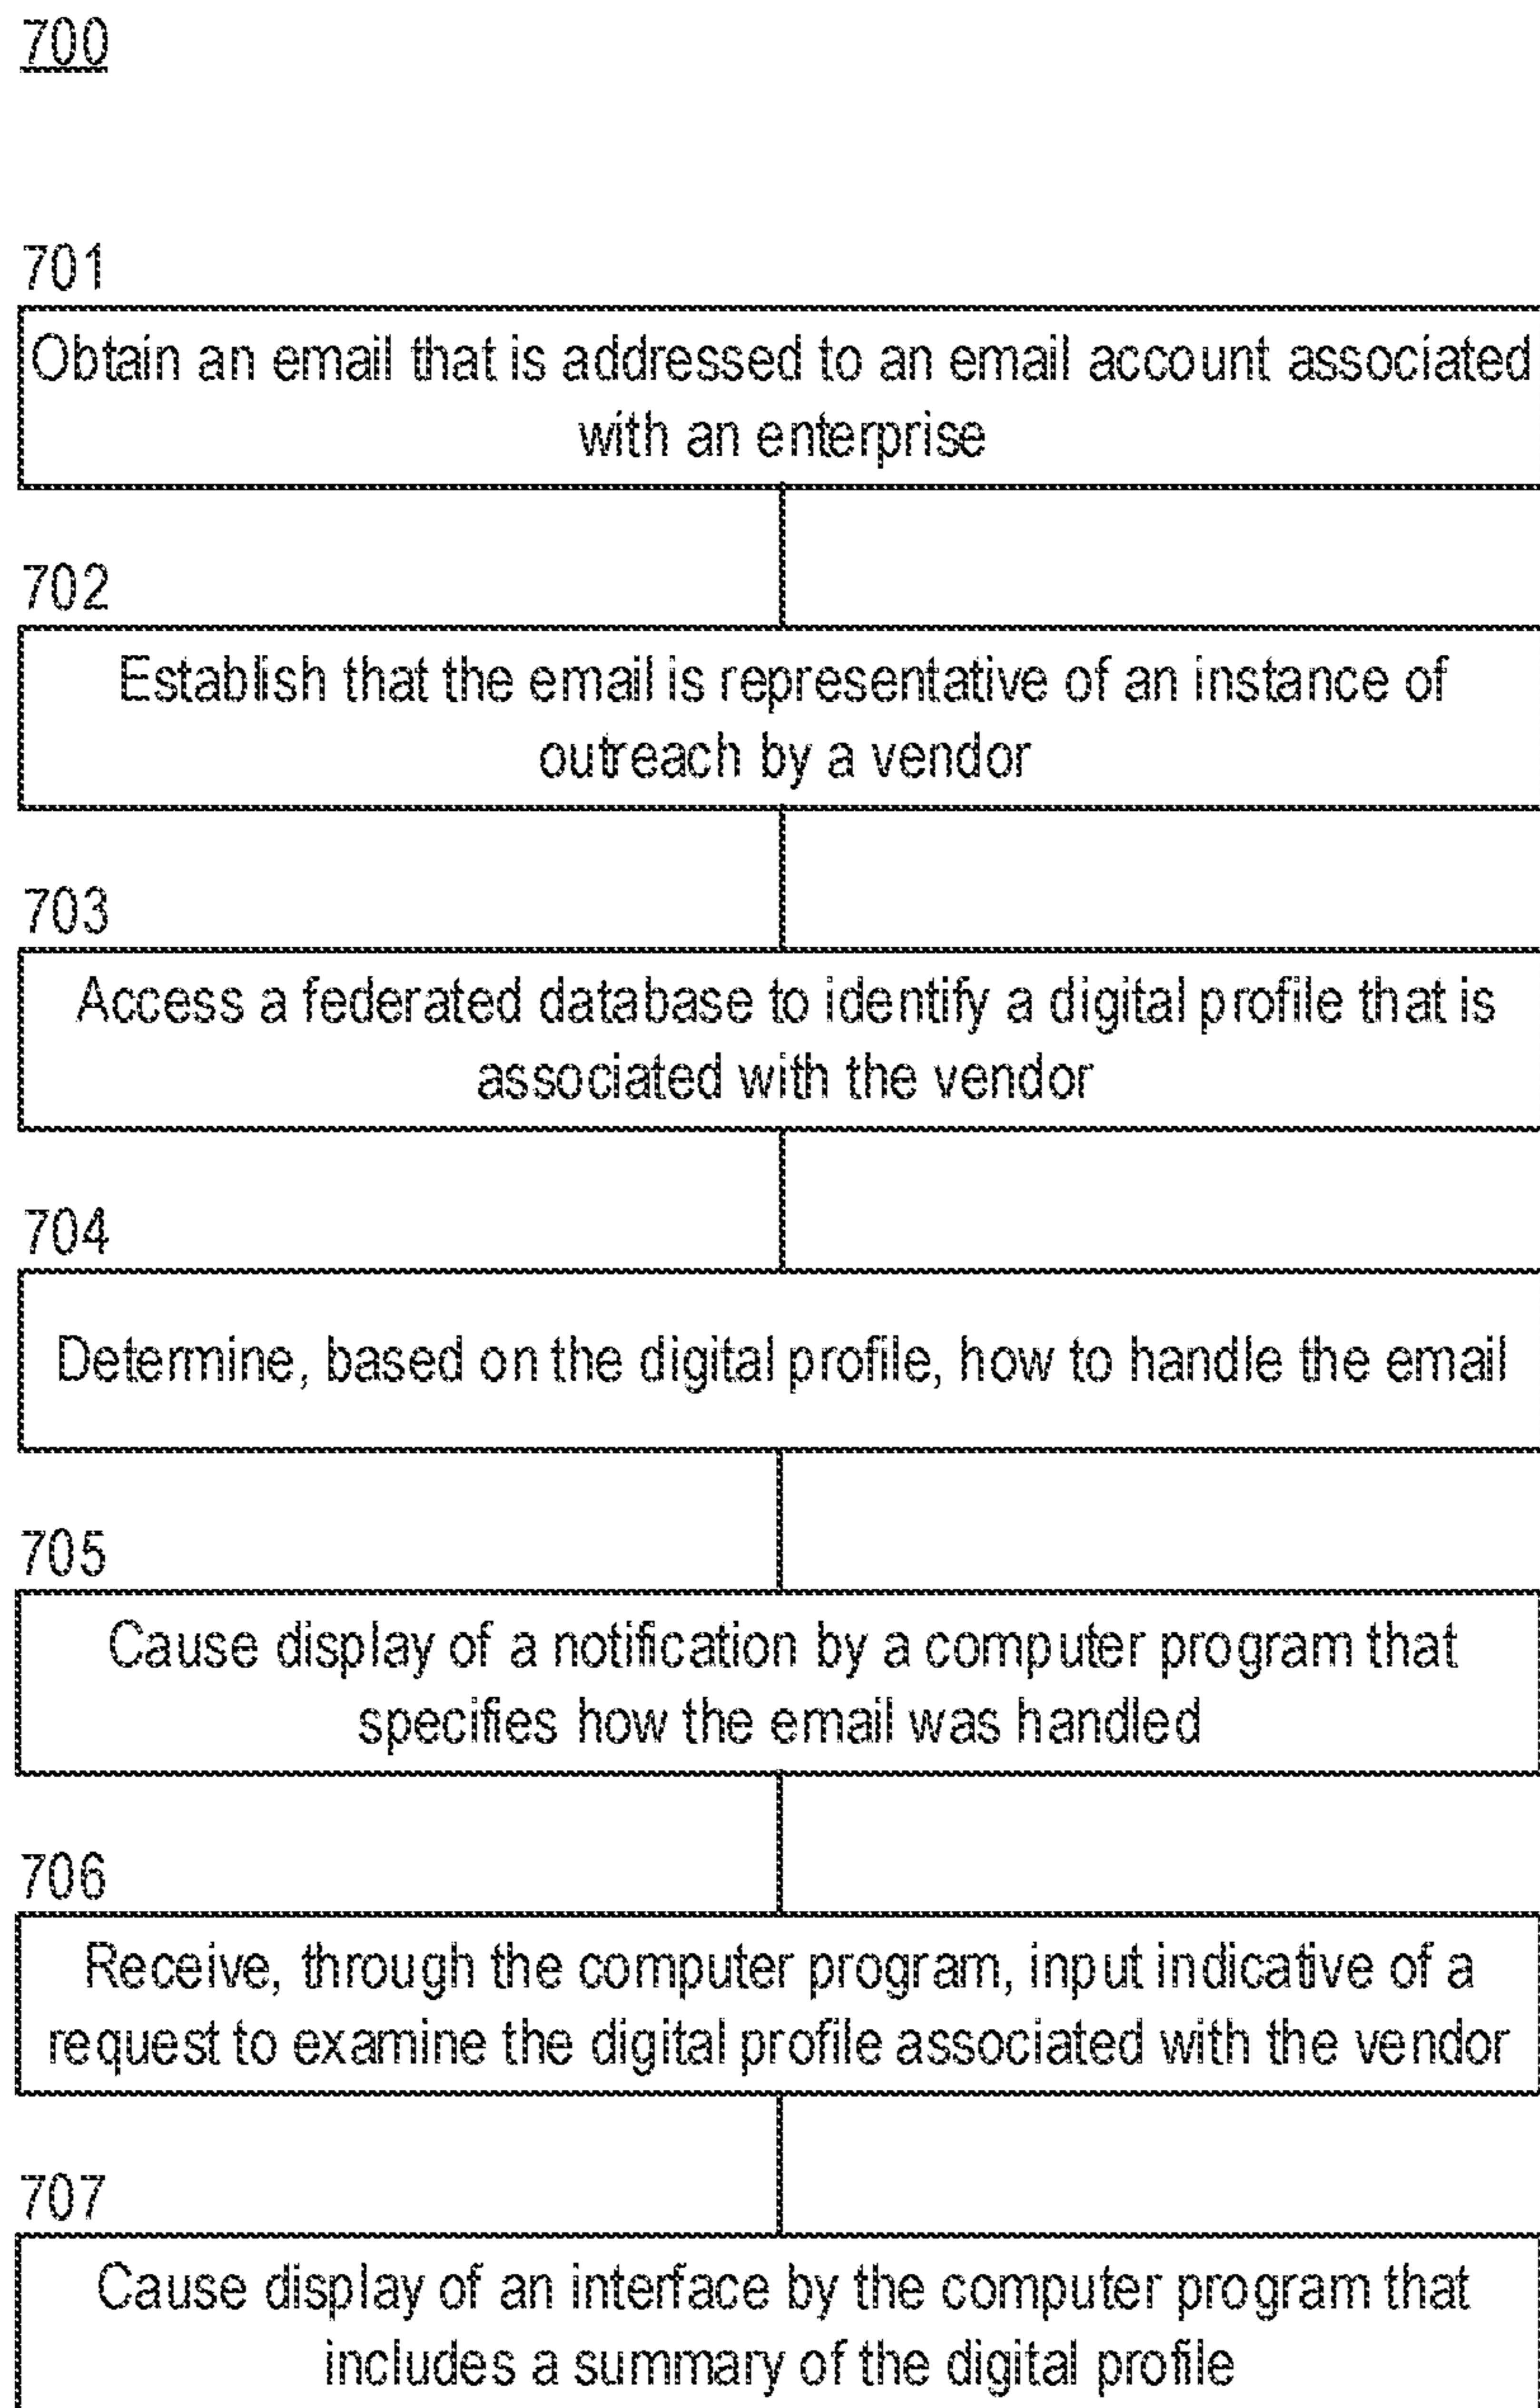 700
701
Obtain an email that is addressed to an email account associated
with an enterprise
702
Establish that the email is representative of an instance of
outreach by a vendor
703
Access a federated database to identify a digital profile that is
associated with the vendor
704
Determine, based on the digital profile, how to handle the email
705
Cause display of a notification by a computer program that
specifies how the email was handled
706
Receive, through the computer program, input indicative of a
request to examine the digital profile associated with the vendor
707
Cause display of an interface by the computer program that
includes a summary of the digital profile